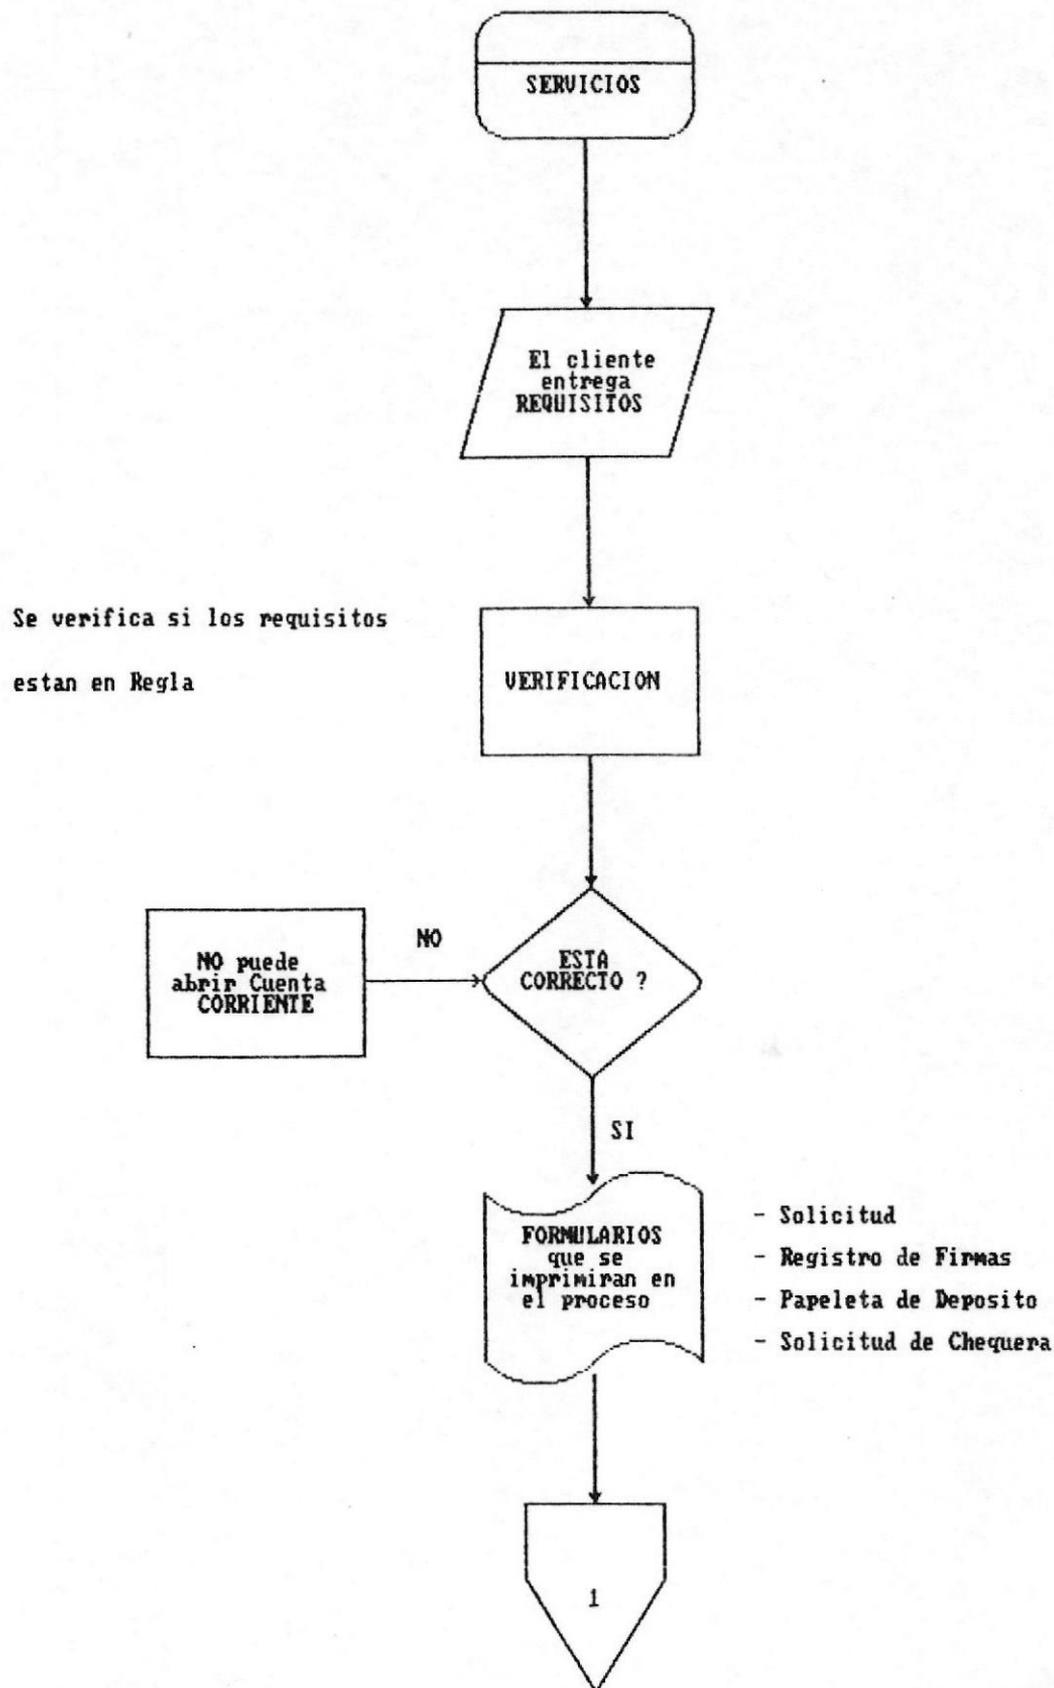 SERVICIOS
El cliente
entrega
REQUISITOS
Se verifica si los requisitos
estan en Regla
VERIFICACION
NO puede
abrir Cuenta
CORRIENTE
NO
ESTA
CORRECTO ?
SI
FORMULARIOS
que se
imprimiran en
el proceso
- Solicitud
- Registro de Firmas
- Papeleta de Deposito
- Solicitud de Chequera
1